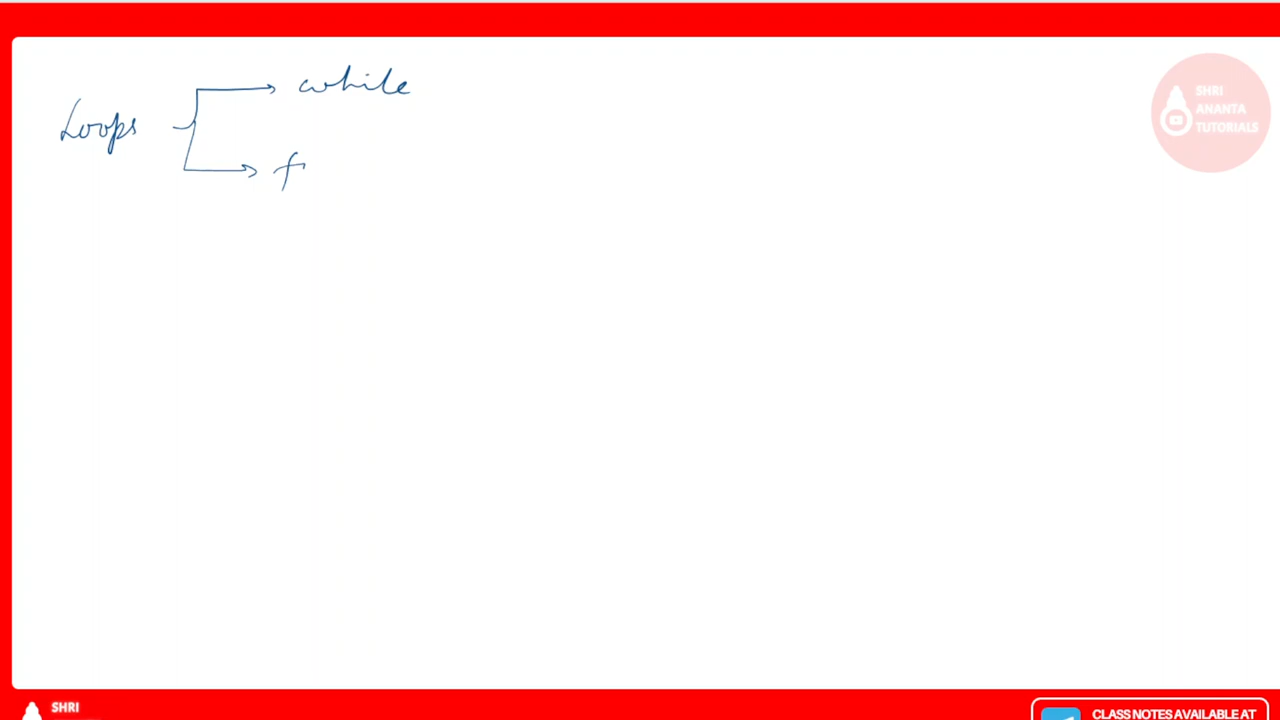 while
Loops
f
SHRI
ANANTA
TUTORIALS
SHRI
CLASS NOTES AVAILABLE AT